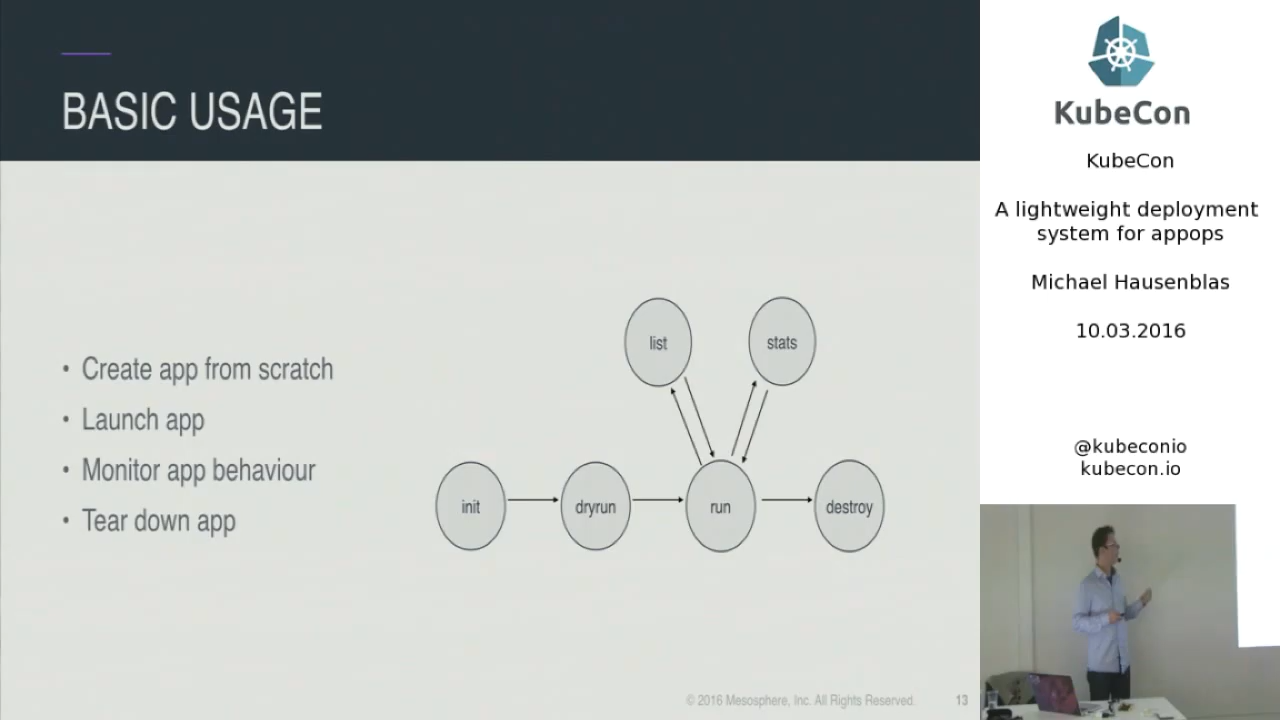 BASIC USAGE
• Create app from scratch
• Launch app
• Monitor app behaviour
• Tear down app
list
stats
init
dryrun
run
destroy
© 2016 Mesosphere, Inc. All Rights Reserved.
13
KubeCon
KubeCon
A lightweight deployment
system for appops
Michael Hausenblas
10.03.2016
@kubeconio
kubecon.io